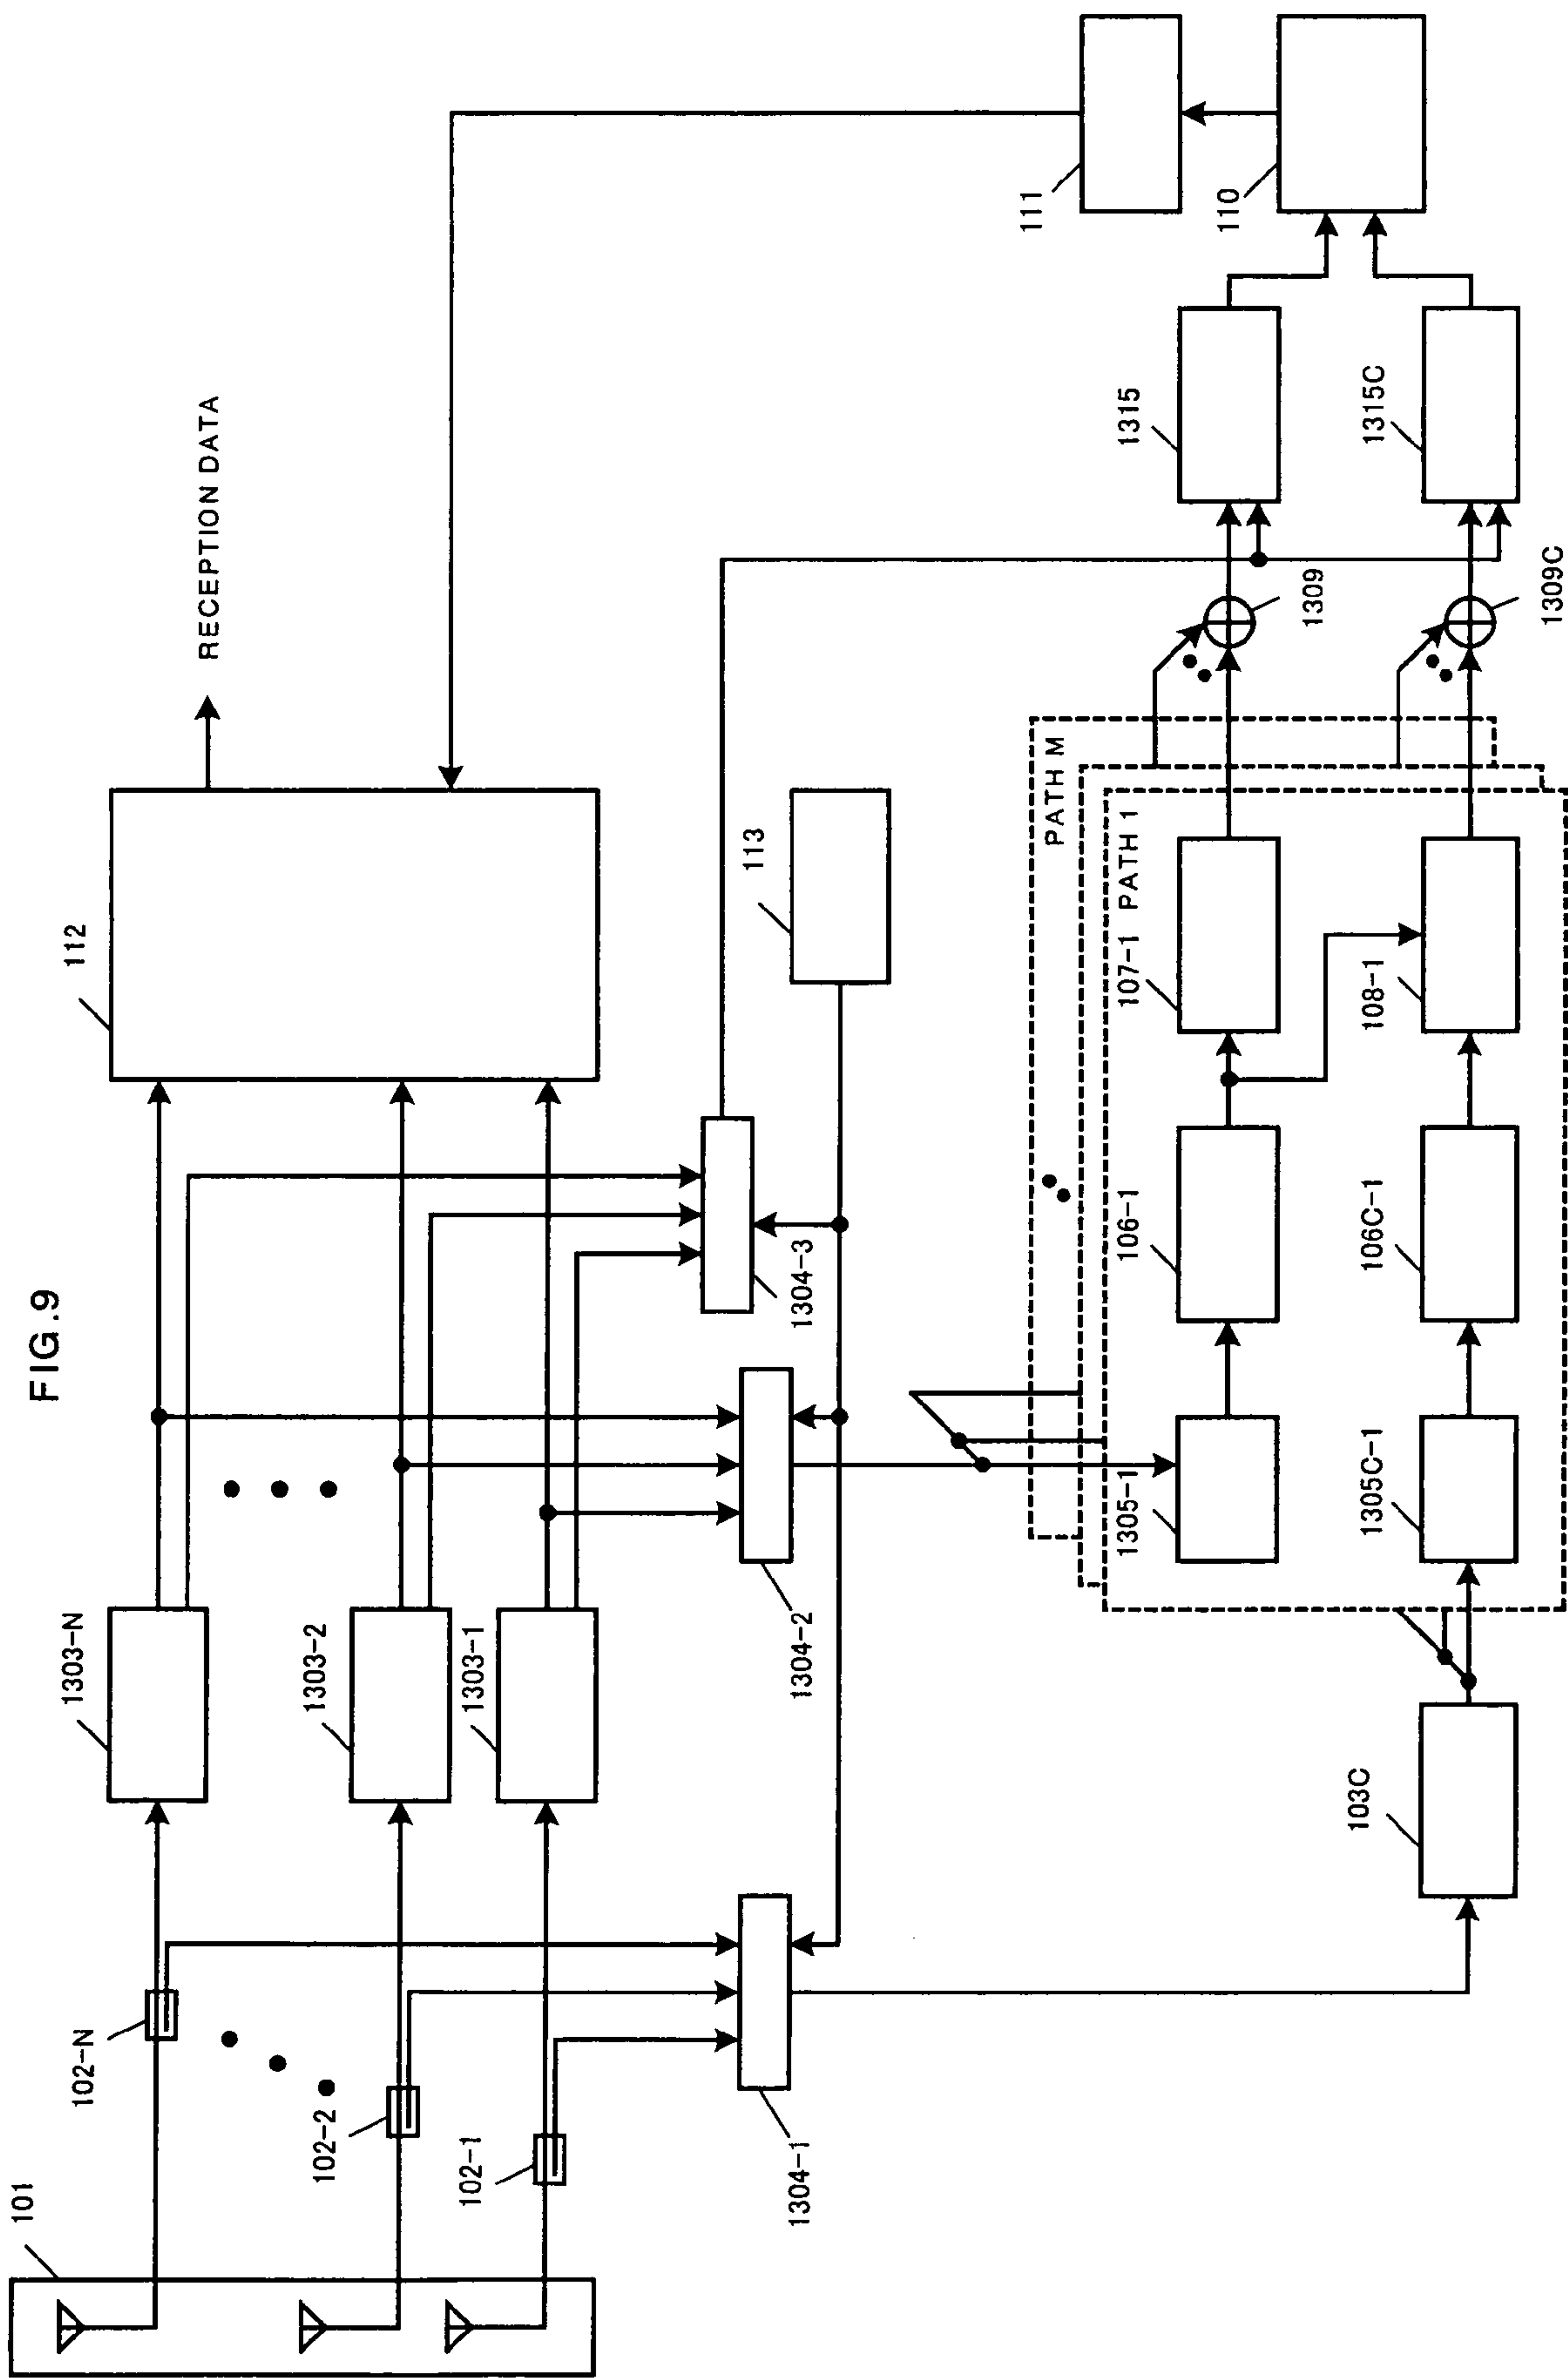 FIG.9
101
102-N
102-2
102-1
1303-N
1303-2
1303-1
112
RECEPTION DATA
1304-1
1304-2
1304-3
113
103C
PATH M
PATH 1
1305-1
106-1
107-1
1305C-1
106C-1
108-1
1309
1309C
1315
1315C
111
110